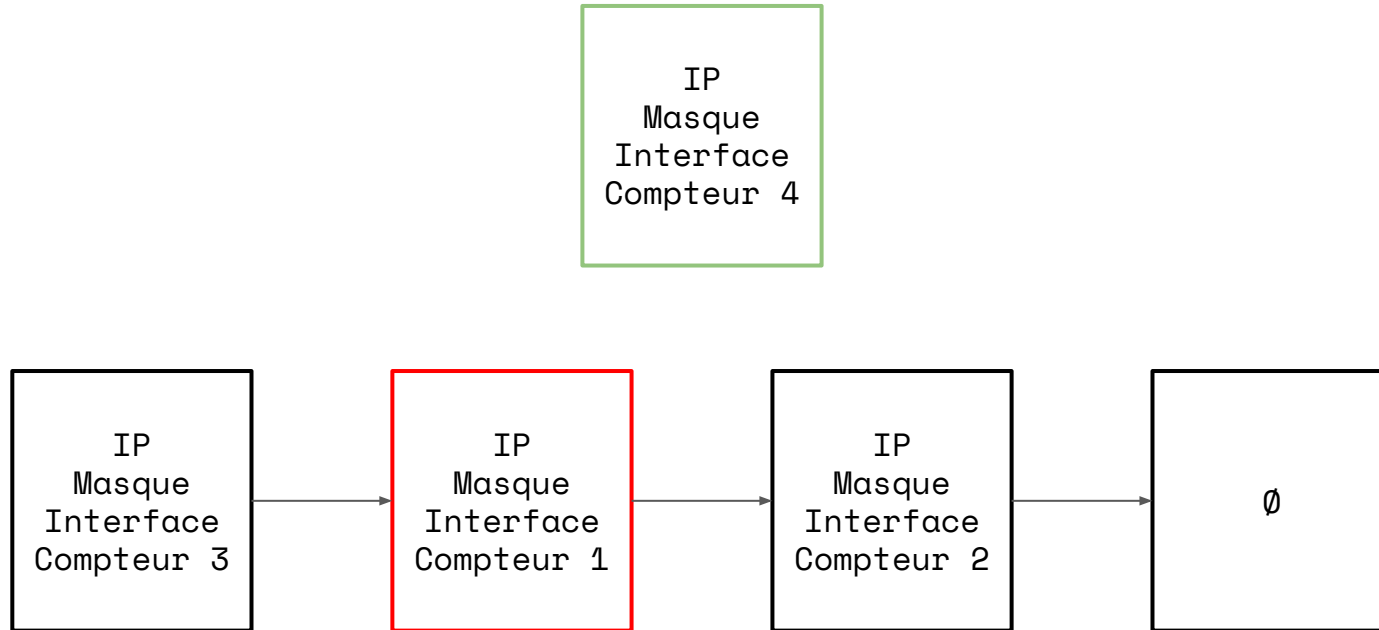 IP
Masque
Interface
Compteur 4
IP
Masque
Interface
Compteur 3
IP
Masque
Interface
Compteur 1
IP
Masque
Interface
Compteur 2
Ø